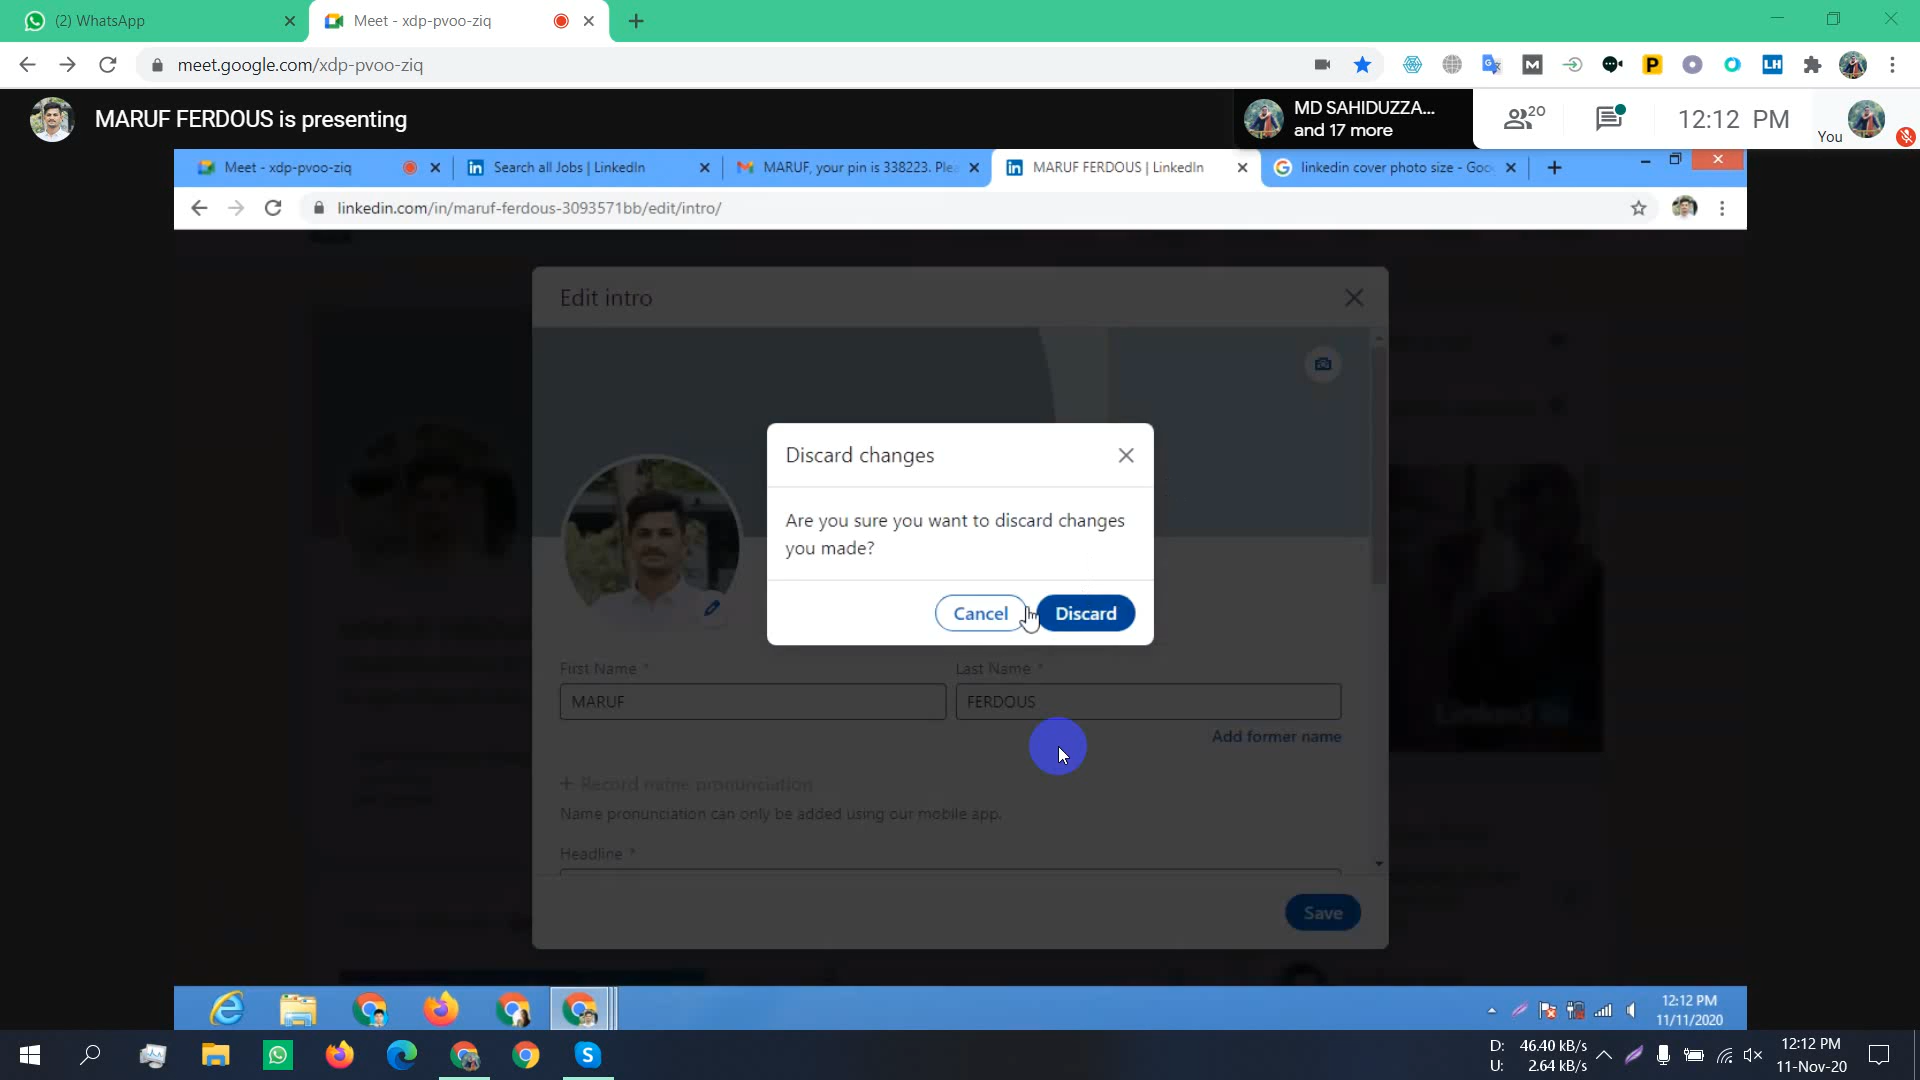 (2) WhatsApp
Meet - xdp-pvoo-ziq
meet.google.com/xdp-pvoo-ziq
MARUF FERDOUS is presenting
MD SAHIDUZZA...
and 17 more
20
12:12 PM
You
Meet - xdp-pvoo-ziq
Search all Jobs | LinkedIn
MARUF, your pin is 338223. Plea
MARUF FERDOUS | LinkedIn
linkedin cover photo size - Goo
linkedin.com/in/maruf-ferdous-3093571bb/edit/intro/
Edit intro
Discard changes
Are you sure you want to discard changes
you made?
Cancel
Discard
First Name *
Last Name *
MARUF
FERDOUS
Add former name
+ Record name pronunciation
Name pronunciation can only be added using our mobile app.
Headline *
Save
12:12 PM
11/11/2020
D: 46.40 kB/s
U: 2.64 kB/s
12:12 PM
11-Nov-20